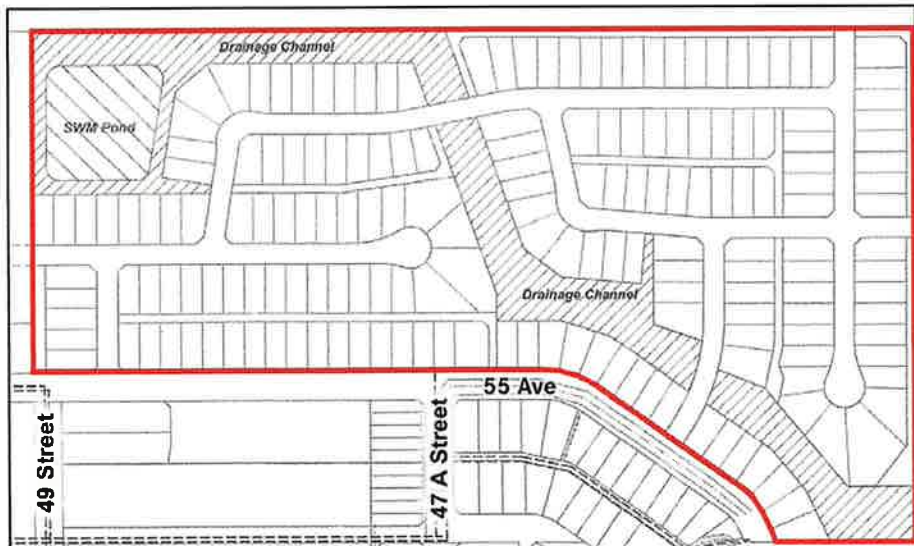 Drainage Channel
SWM Pond
Drainage Channel
55 Ave
49 Street
47 A Street